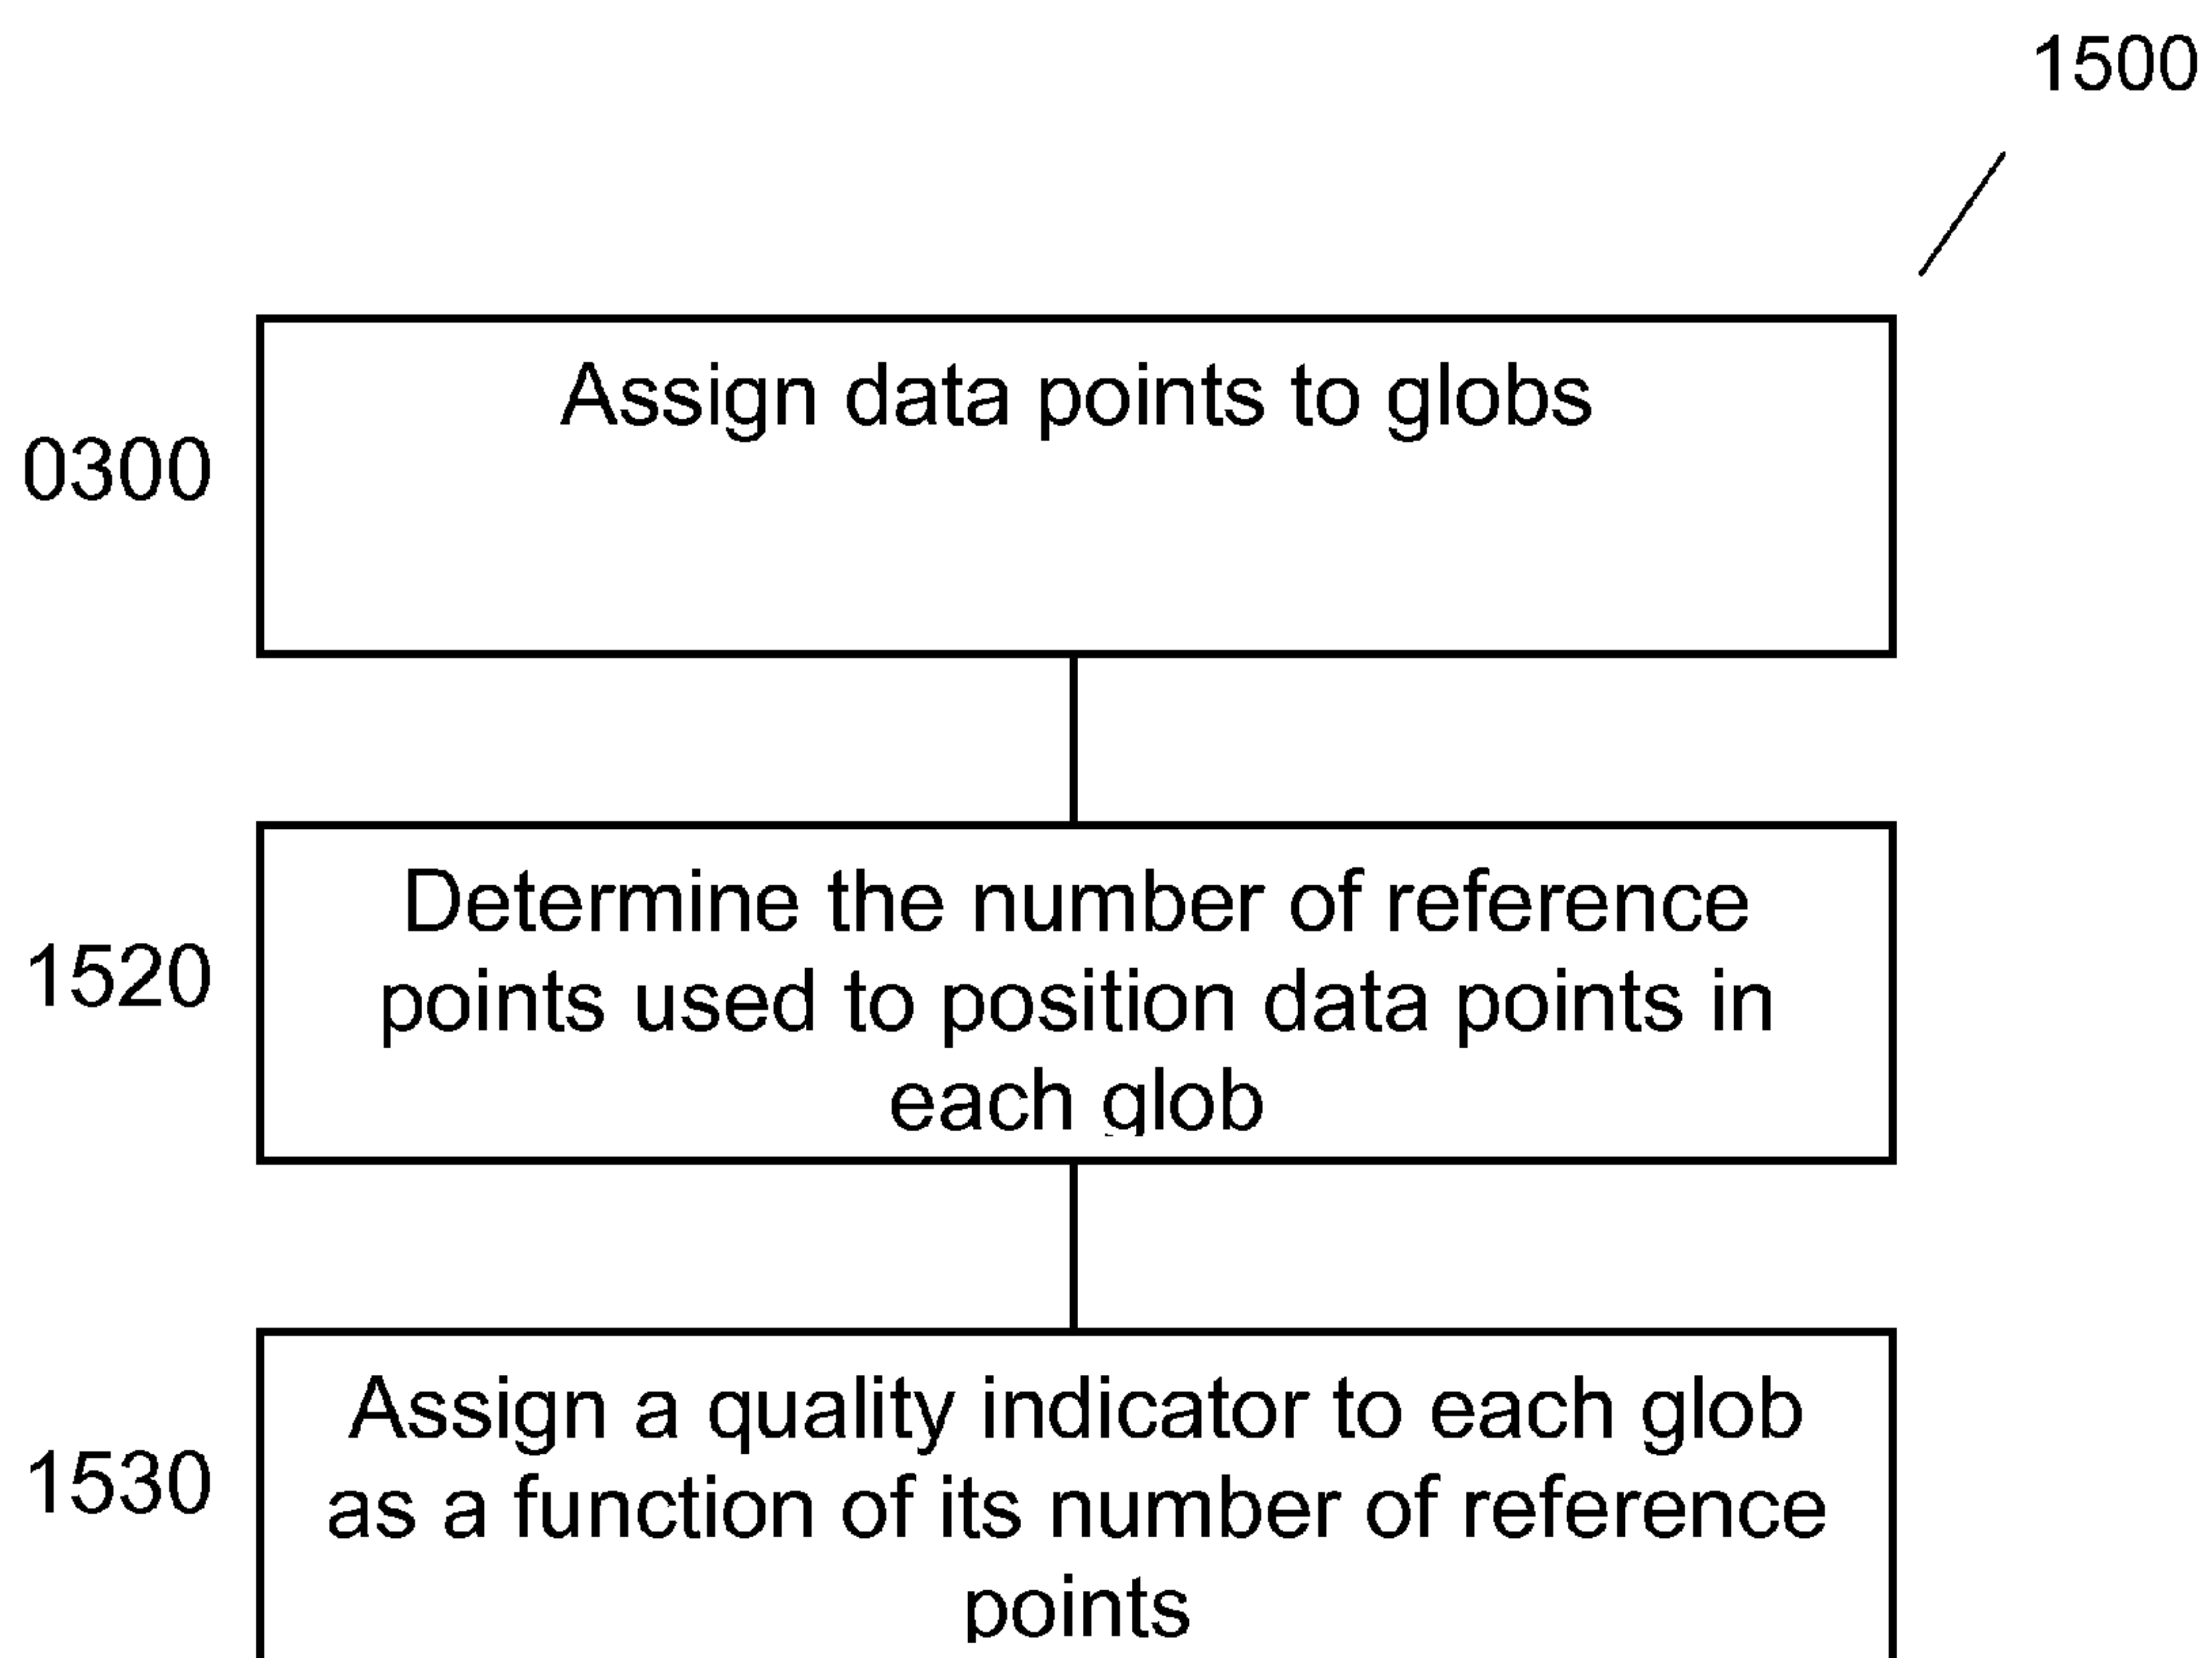 1500
Assign data points to globs
0300
Determine the number of reference
points used to position data points in
each glob
1520
Assign a quality indicator to each glob
as a function of its number of reference
points
1530